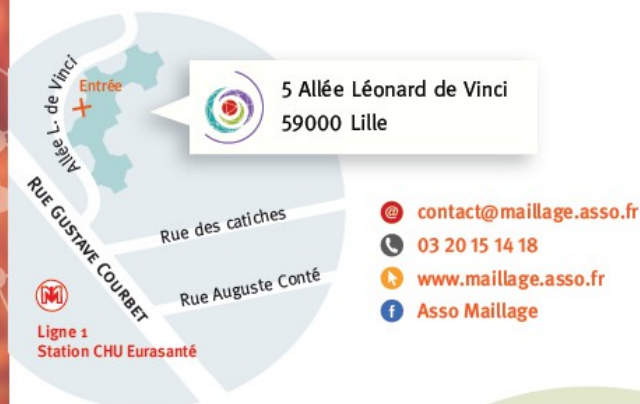 Allée L. de Vinci
Entrée
5 Allée Léonard de Vinci
59000 Lille
RUE GUSTAVE COURBET
Rue des catiches
Rue Auguste Conté
M
Ligne 1
Station CHU Eurasanté
@ contact@maillage.asso.fr
03 20 15 14 18
www.maillage.asso.fr
f Asso Maillage